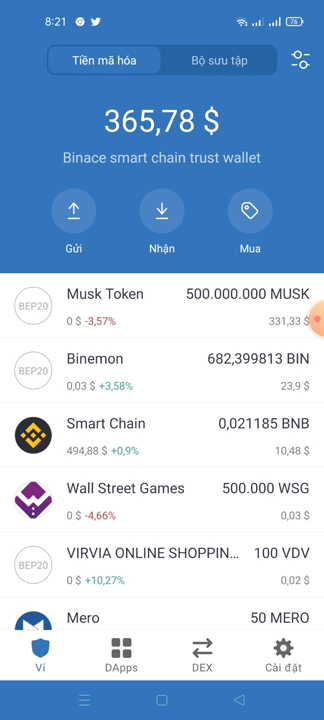 8:21 76
Tiền mã hóa Bộ sưu tập
365,78 $
Binace smart chain trust wallet
Gửi Nhận Mua
BEP20 Musk Token 500.000.000 MUSK
0 $ -3,57% 331,33 $
BEP20 Binemon 682,399813 BIN
0,03 $ +3,58% 23,9 $
Smart Chain 0,021185 BNB
494,88 $ +0,9% 10,48 $
Wall Street Games 500.000 WSG
0 $ -4,66% 0,03 $
BEP20 VIRVIA ONLINE SHOPPIN... 100 VDV
0 $ +10,27% 0,02 $
Mero 50 MERO
Ví DApps DEX Cài đặt